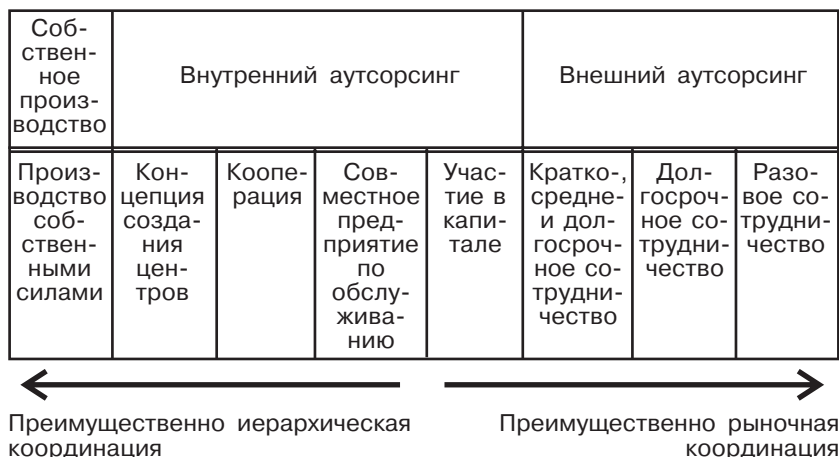 Соб-
ствен-
ное
произ-
водство
Внутренний аутсорсинг
Внешний аутсорсинг
Произ-
водство
соб-
ствен-
ными
силами
Кон-
цепция
созда-
ния
цен-
тров
Коопе-
рация
Сов-
местное
пред-
приятие
по
обслу-
жива-
нию
Учас-
тие в
капи-
тале
Кратко-,
средне-
и дол-
госроч-
ное со-
трудни-
чество
Дол-
госроч-
ное со-
трудни-
чество
Разо-
вое со-
трудни-
чество
Преимущественно иерархическая
координация
Преимущественно рыночная
координация